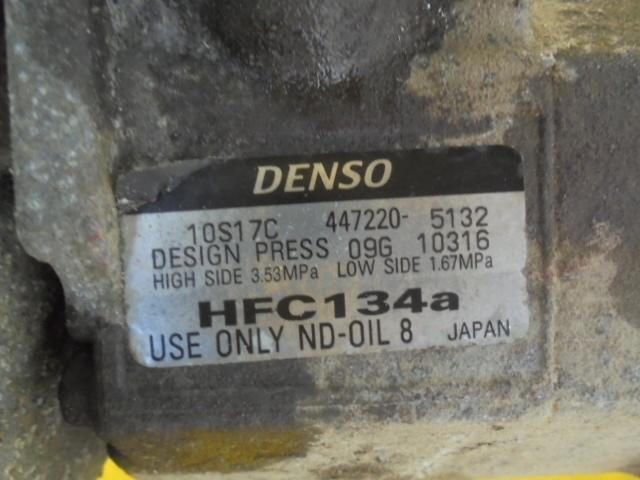 DENSO
10S17C 447220- 5132
DESIGN PRESS 09G 10316
HIGH SIDE 3.53MPa LOW SIDE 1.67MPa
HFC134a
USE ONLY ND-OIL 8 JAPAN